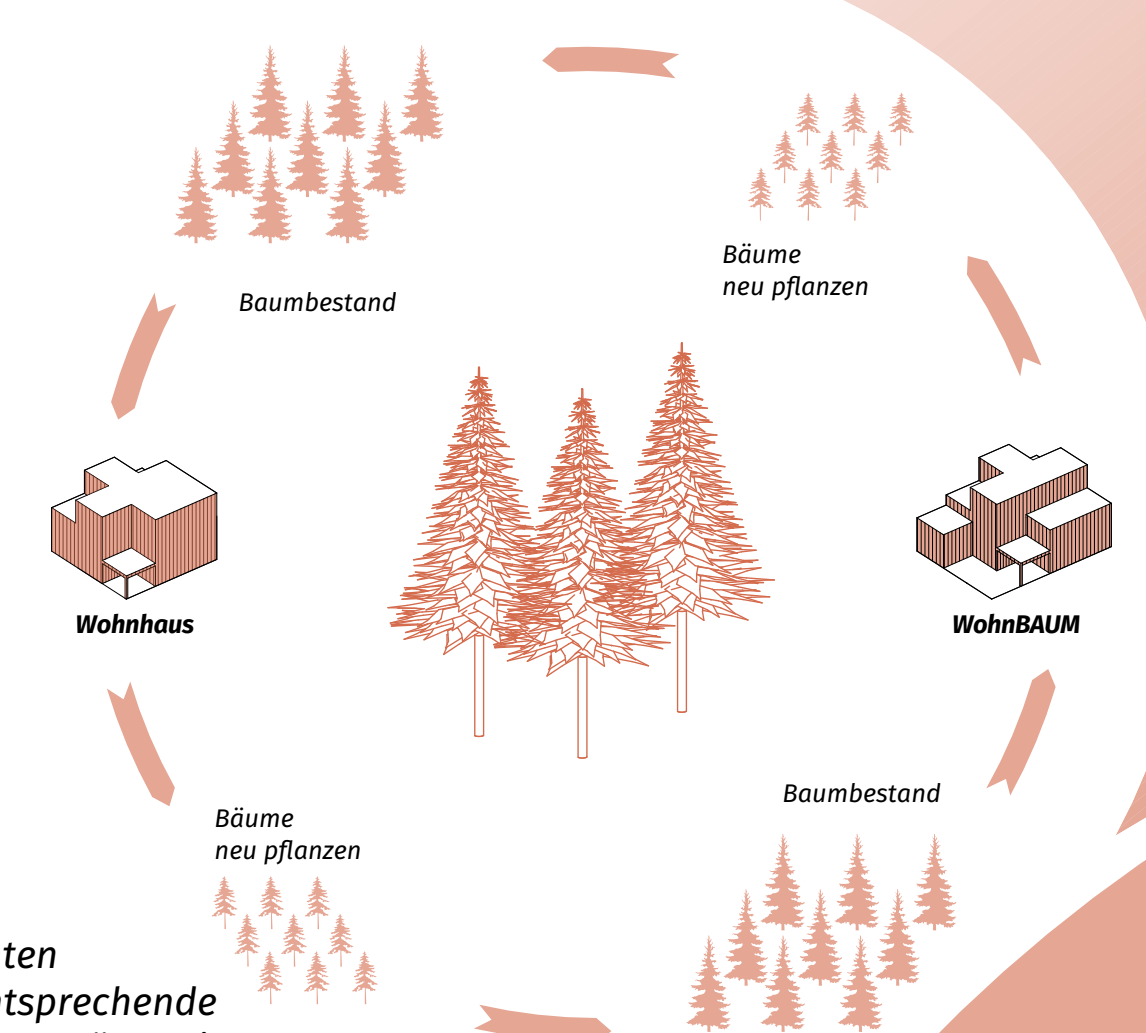 Baumbestand
Bäume
neu pflanzen
Wohnhaus
WohnBAUM
Baumbestand
Bäume
neu pflanzen
ten
tsprechende